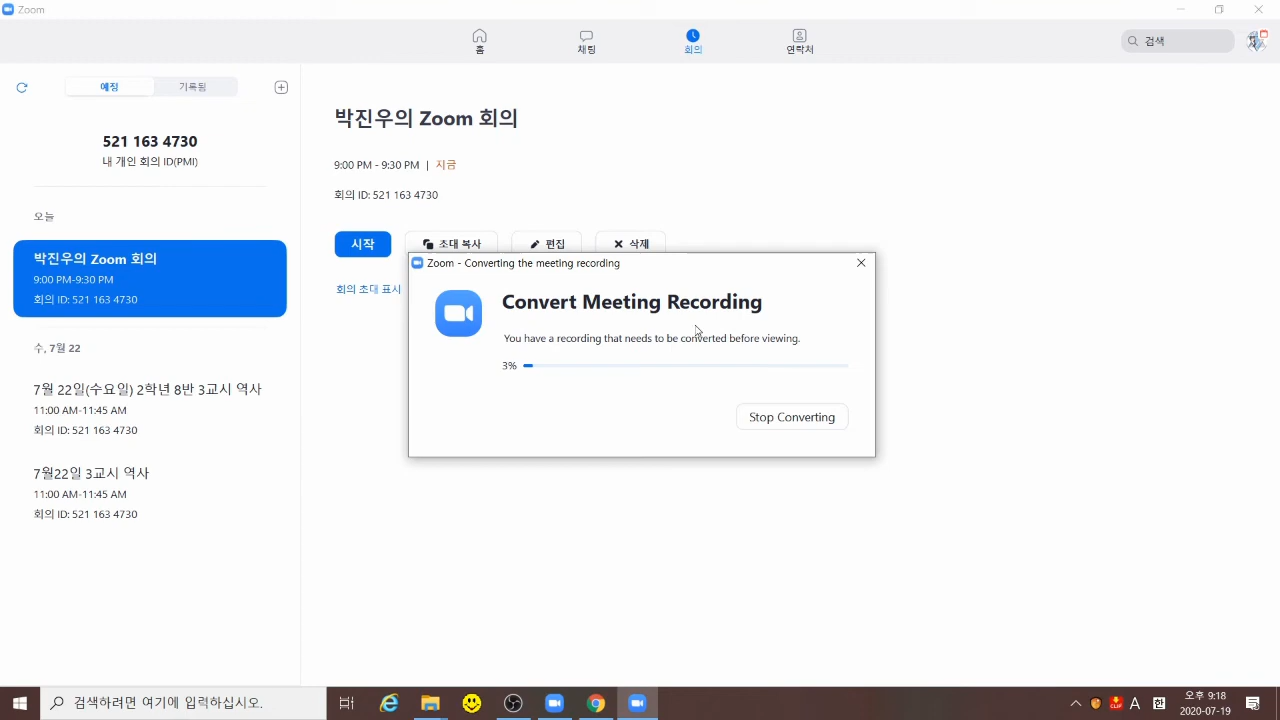 Zoom
홈
채팅
회의
연락처
검색
예정
기록됨
521 163 4730
내 개인 회의 ID(PMI)
오늘
박진우의 Zoom 회의
9:00 PM-9:30 PM
회의 ID: 521 163 4730
수, 7월 22
7월 22일(수요일) 2학년 8반 3교시 역사
11:00 AM-11:45 AM
회의 ID: 521 163 4730
7월22일 3교시 역사
11:00 AM-11:45 AM
회의 ID: 521 163 4730
박진우의 Zoom 회의
9:00 PM - 9:30 PM | 지금
회의 ID: 521 163 4730
시작
초대 복사
편집
삭제
회의 초대 표시
Zoom - Converting the meeting recording
Convert Meeting Recording
You have a recording that needs to be converted before viewing.
3%
Stop Converting
검색하려면 여기에 입력하십시오.
A
한
오후 9:18
2020-07-19